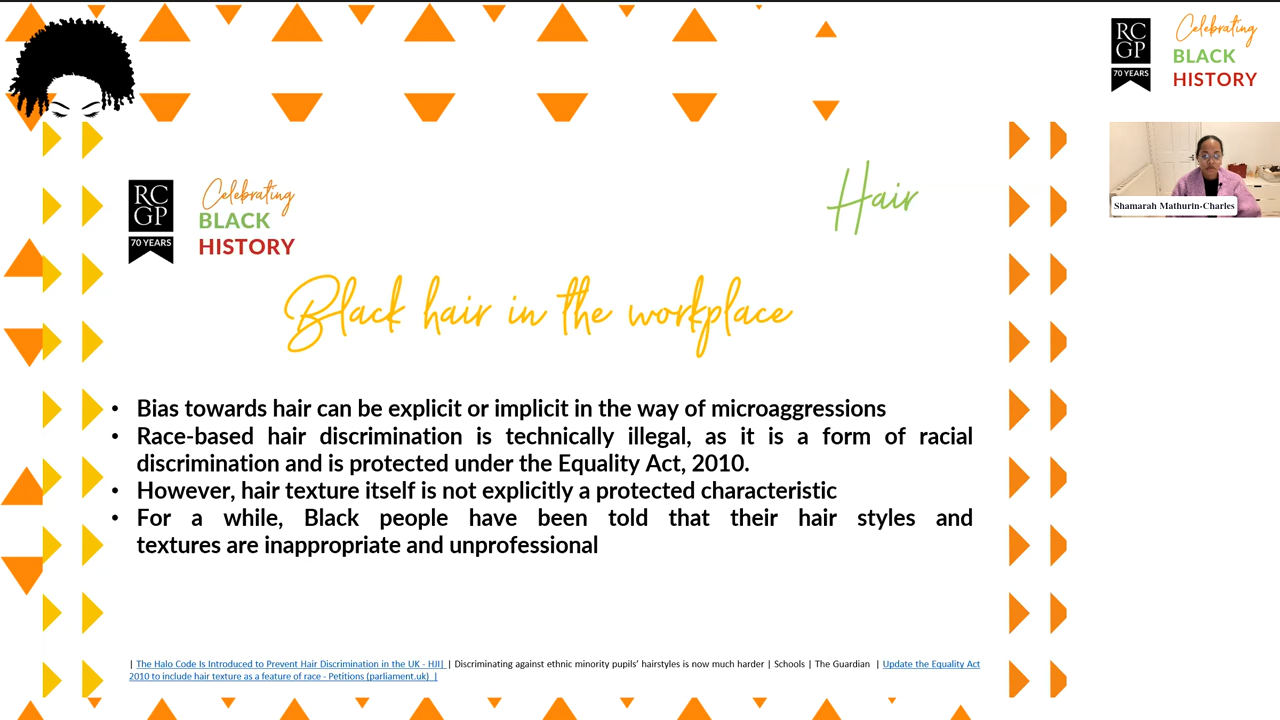 RC
GP
70 YEARS
Celebrating
BLACK
HISTORY
Shamarah Mathurin-Charles
RC
GP
70 YEARS
Celebrating
BLACK
HISTORY
Hair
Black hair in the workplace
• Bias towards hair can be explicit or implicit in the way of microaggressions
• Race-based hair discrimination is technically illegal, as it is a form of racial
discrimination and is protected under the Equality Act, 2010.
• However, hair texture itself is not explicitly a protected characteristic
• For a while, Black people have been told that their hair styles and
textures are inappropriate and unprofessional
| The Halo Code Is Introduced to Prevent Hair Discrimination in the UK - HJI| | Discriminating against ethnic minority pupils' hairstyles is now much harder | Schools | The Guardian | Update the Equality Act
2010 to include hair texture as a feature of race - Petitions (parliament.uk) |